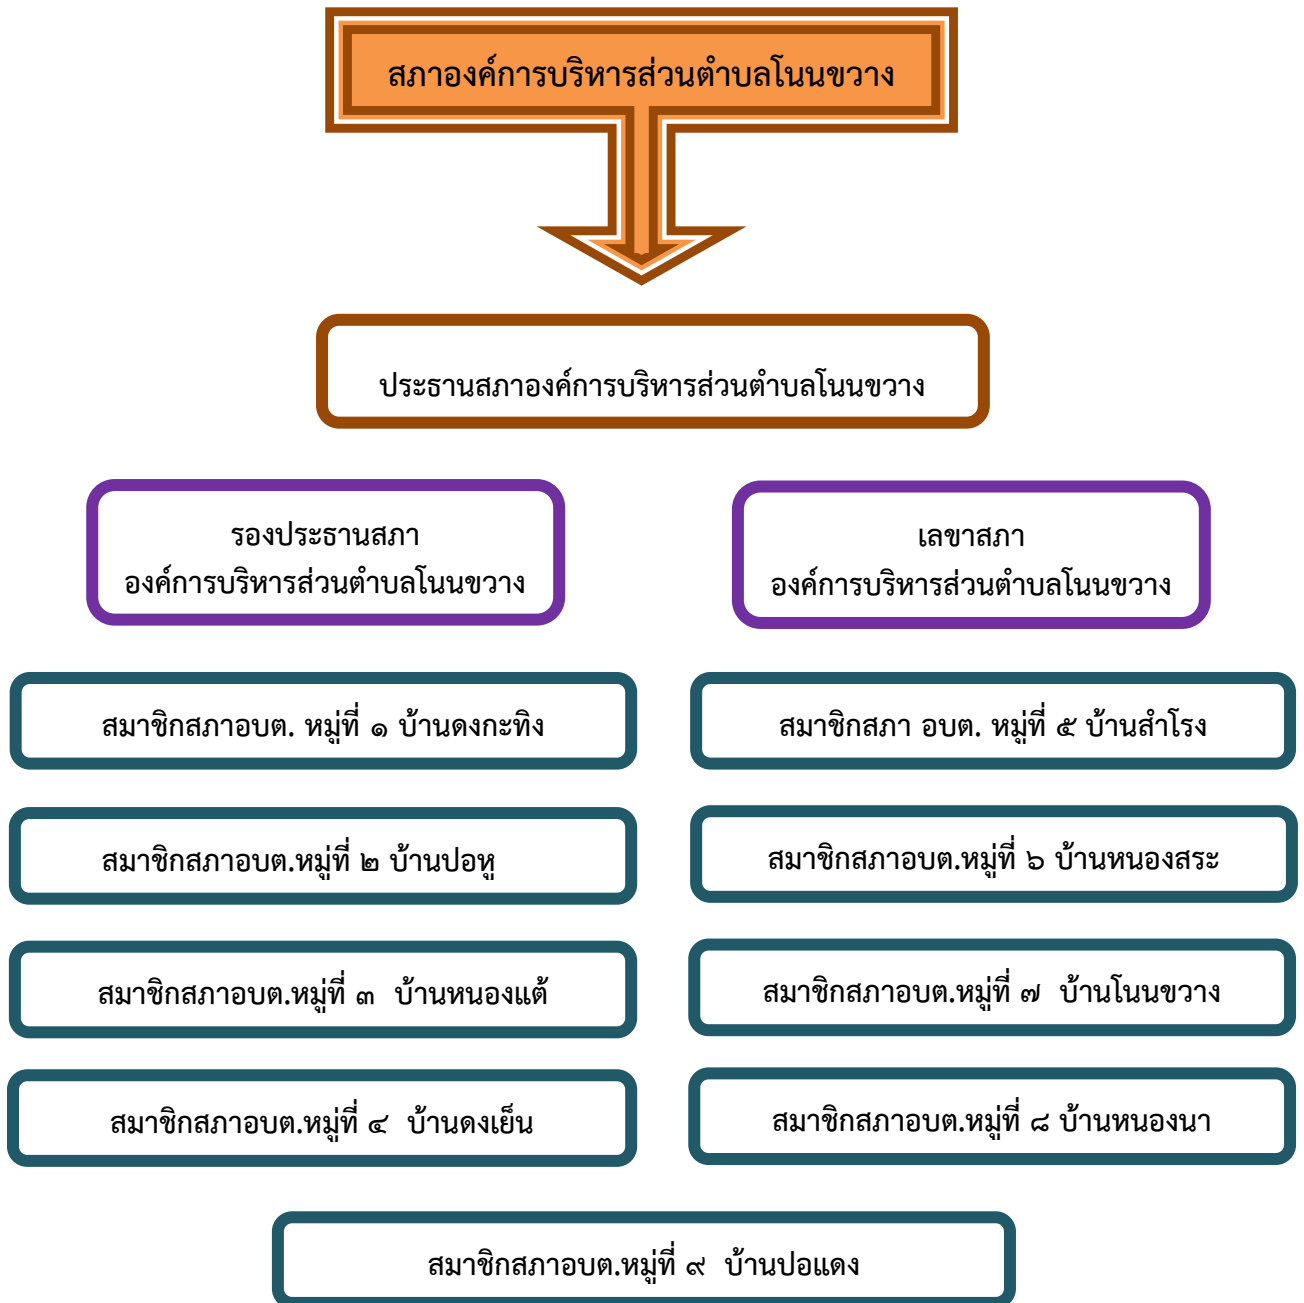 สภาองค์การบริหารส่วนตำบลโนนขวาง
ประธานสภาองค์การบริหารส่วนตำบลโนนขวาง
รองประธานสภา
องค์การบริหารส่วนตำบลโนนขวาง
เลขาสภา
องค์การบริหารส่วนตำบลโนนขวาง
สมาชิกสภาอบต. หมู่ที่ ๑ บ้านดงกะทิง
สมาชิกสภา อบต. หมู่ที่ ๕ บ้านสำโรง
สมาชิกสภาอบต.หมู่ที่ ๒ บ้านปอหู
สมาชิกสภาอบต.หมู่ที่ ๖ บ้านหนองสระ
สมาชิกสภาอบต.หมู่ที่ ๓ บ้านหนองแต้
สมาชิกสภาอบต.หมู่ที่ ๗ บ้านโนนขวาง
สมาชิกสภาอบต.หมู่ที่ ๔ บ้านดงเย็น
สมาชิกสภาอบต.หมู่ที่ ๘ บ้านหนองนา
สมาชิกสภาอบต.หมู่ที่ ๙ บ้านปอแดง